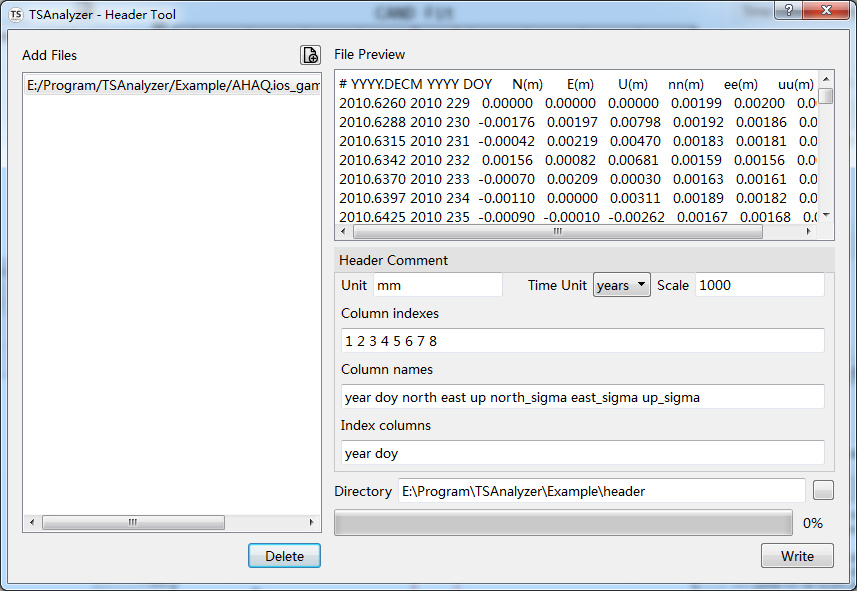 TS TSAnalyzer - Header Tool
Add Files
E:/Program/TSAnalyzer/Example/AHAQ.ios_gam
Delete
File Preview
# YYYY.DECM YYYY DOY N(m) E(m) U(m) nn(m) ee(m) uu(m)
2010.6260 2010 229 0.00000 0.00000 0.00000 0.00199 0.00200 0.0
2010.6288 2010 230 -0.00176 0.00197 0.00798 0.00192 0.00186 0.0
2010.6315 2010 231 -0.00042 0.00219 0.00470 0.00183 0.00181 0.0
2010.6342 2010 232 0.00156 0.00082 0.00681 0.00159 0.00156 0.0
2010.6370 2010 233 -0.00070 0.00209 0.00030 0.00163 0.00161 0.0
2010.6397 2010 234 -0.00110 0.00000 0.00311 0.00189 0.00182 0.0
2010.6425 2010 235 -0.00090 -0.00010 -0.00262 0.00167 0.00168 0.0
Header Comment
Unit mm Time Unit years Scale 1000
Column indexes
1 2 3 4 5 6 7 8
Column names
year doy north east up north_sigma east_sigma up_sigma
Index columns
year doy
Directory E:\Program\TSAnalyzer\Example\header
0%
Write